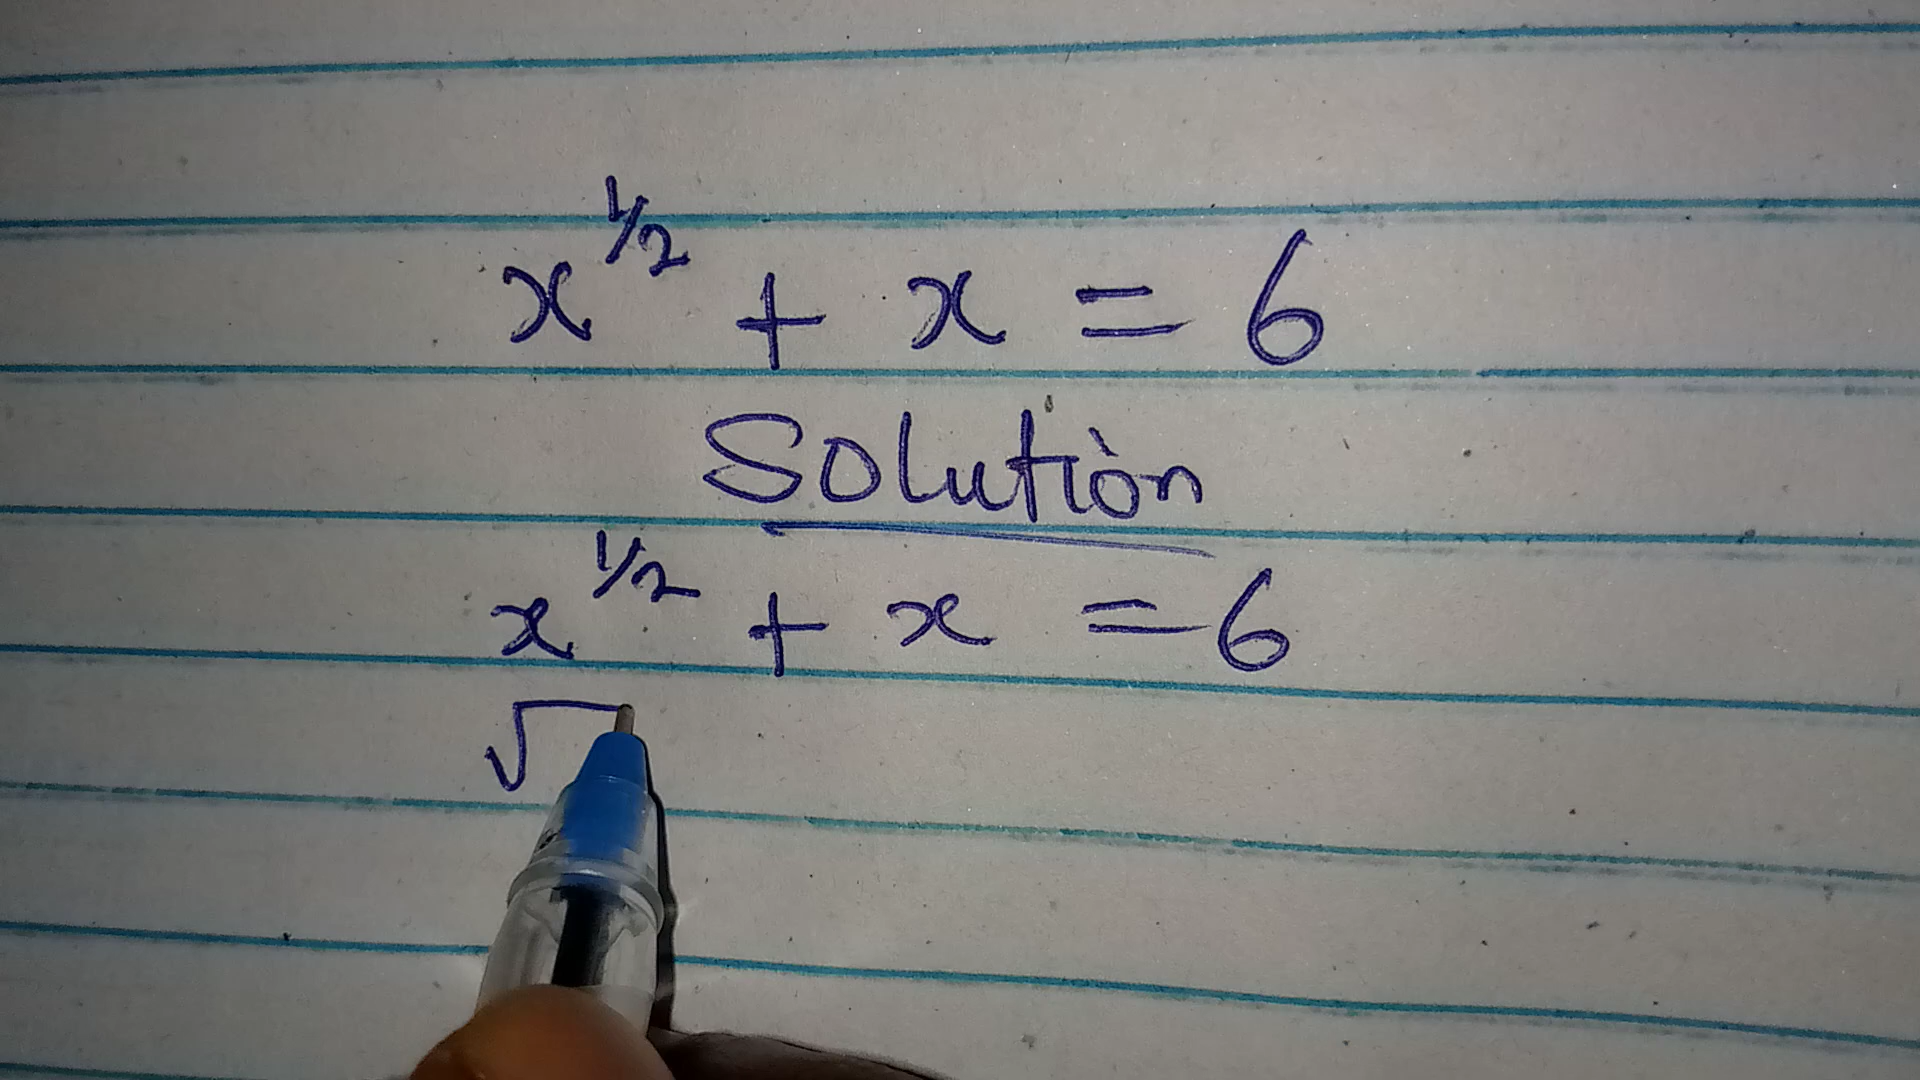 x^1/2 + x = 6
Solution
x^1/2 + x = 6
√